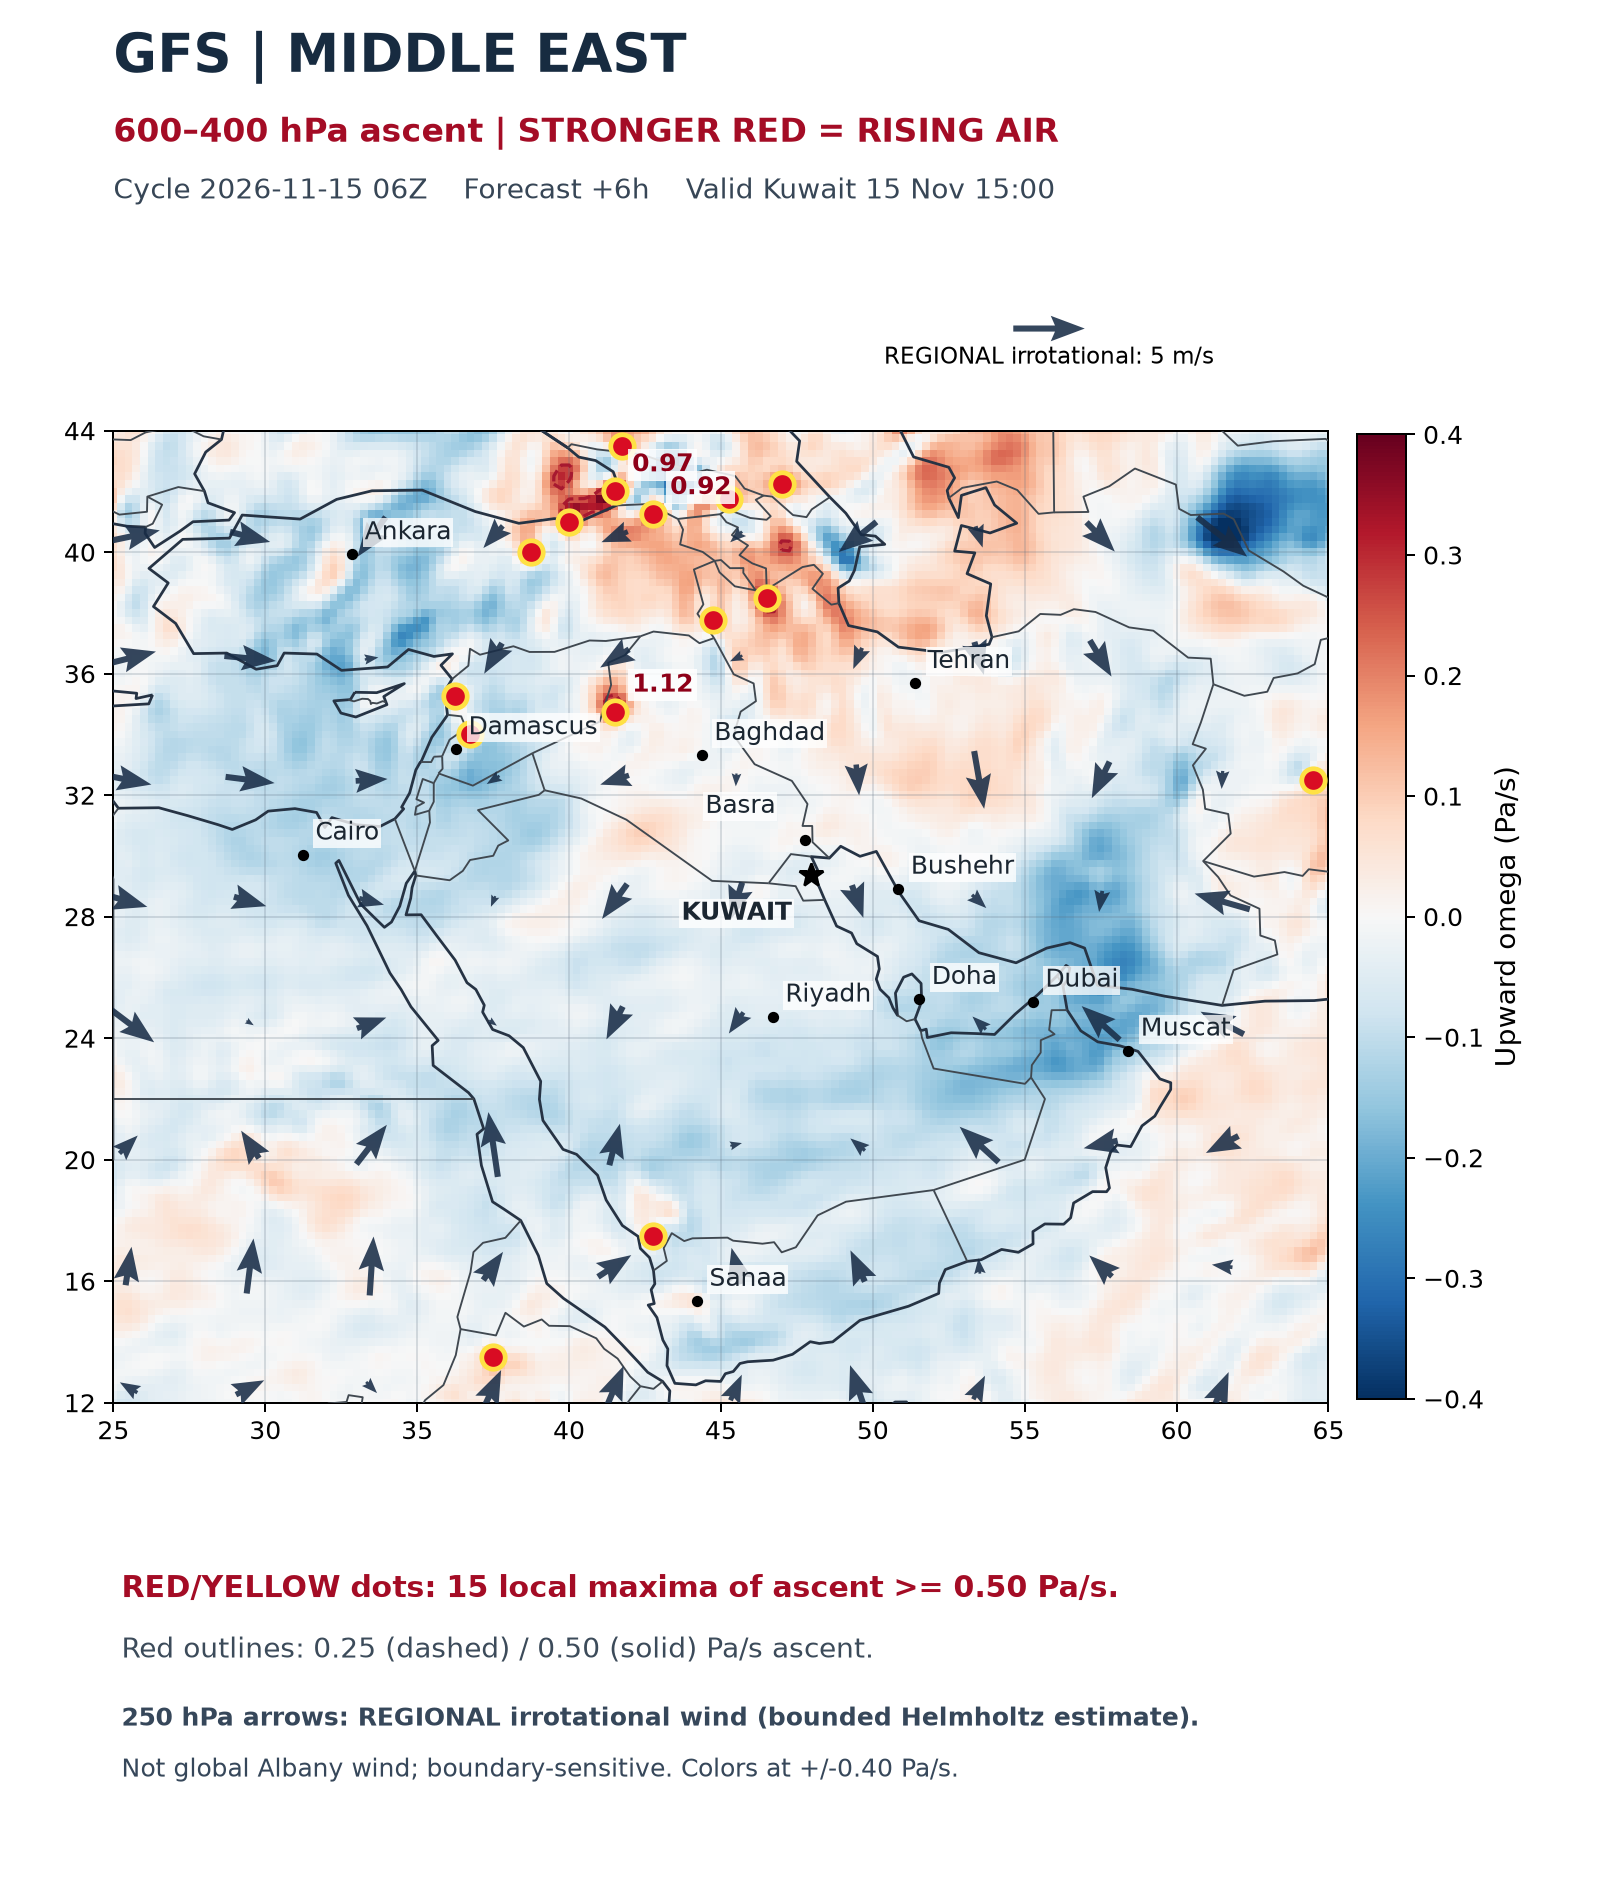 GFS | MIDDLE EAST
600–400 hPa ascent | STRONGER RED = RISING AIR
Cycle 2026-11-15 06Z Forecast +6h Valid Kuwait 15 Nov 15:00
REGIONAL irrotational: 5 m/s
44
40
36
32
28
24
20
16
12
25 30 35 40 45 50 55 60 65
0.97
0.92
Ankara
Tehran
1.12
Damascus
Baghdad
Basra
Cairo
Bushehr
KUWAIT
Doha
Dubai
Riyadh
Muscat
Sanaa
0.4
0.3
0.2
0.1
0.0
−0.1
−0.2
−0.3
−0.4
Upward omega (Pa/s)
RED/YELLOW dots: 15 local maxima of ascent >= 0.50 Pa/s.
Red outlines: 0.25 (dashed) / 0.50 (solid) Pa/s ascent.
250 hPa arrows: REGIONAL irrotational wind (bounded Helmholtz estimate).
Not global Albany wind; boundary-sensitive. Colors at +/-0.40 Pa/s.